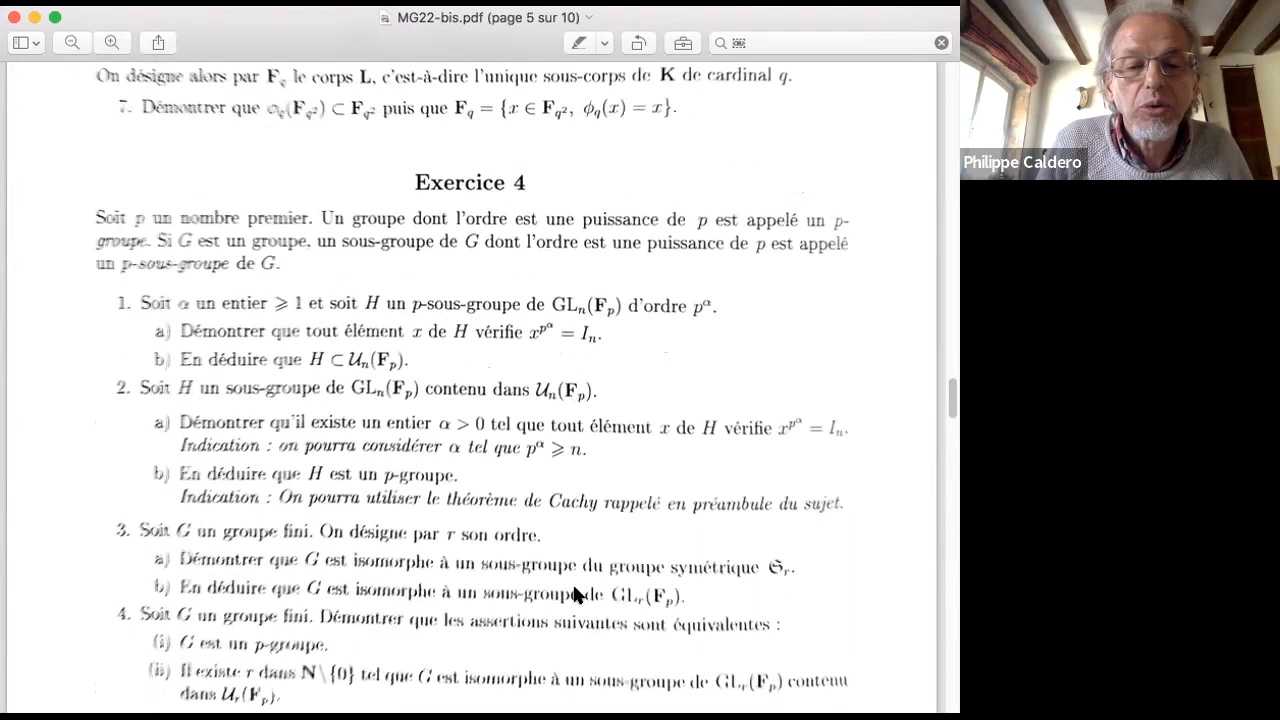 MG22-bis.pdf (page 5 sur 10)
On désigne alors par F_q le corps L, c'est-à-dire l'unique sous-corps de K de cardinal q.
7. Démontrer que ϕ_q(F_{q²}) ⊂ F_{q²} puis que F_q = {x ∈ F_{q²}, ϕ_q(x) = x}.
Exercice 4
Soit p un nombre premier. Un groupe dont l'ordre est une puissance de p est appelé un p-
groupe. Si G est un groupe, un sous-groupe de G dont l'ordre est une puissance de p est appelé
un p-sous-groupe de G.
1. Soit α un entier ⩾ 1 et soit H un p-sous-groupe de GL_n(F_p) d'ordre p^α.
a) Démontrer que tout élément x de H vérifie x^{p^α} = I_n.
b) En déduire que H ⊂ U_n(F_p).
2. Soit H un sous-groupe de GL_n(F_p) contenu dans U_n(F_p).
a) Démontrer qu'il existe un entier α > 0 tel que tout élément x de H vérifie x^{p^α} = I_n.
Indication : on pourra considérer α tel que p^α ⩾ n.
b) En déduire que H est un p-groupe.
Indication : On pourra utiliser le théorème de Cachy rappelé en préambule du sujet.
3. Soit G un groupe fini. On désigne par r son ordre.
a) Démontrer que G est isomorphe à un sous-groupe du groupe symétrique 𝔖_r.
b) En déduire que G est isomorphe à un sous-groupe de GL_r(F_p).
4. Soit G un groupe fini. Démontrer que les assertions suivantes sont équivalentes :
(i) G est un p-groupe.
(ii) Il existe r dans N\{0} tel que G est isomorphe à un sous-groupe de GL_r(F_p) contenu
dans U_r(F_p).
Philippe Caldero